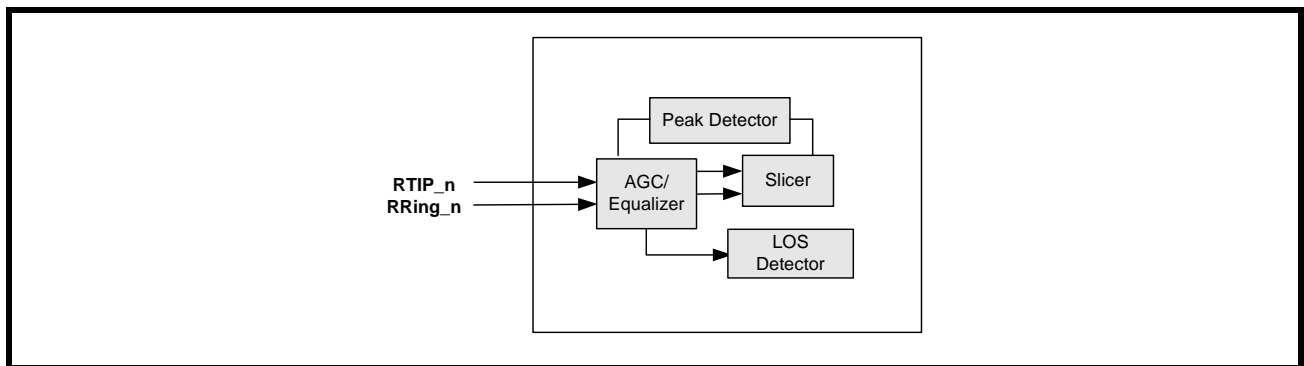 Peak Detector
RTIP_n
RRing_n
AGC/
Equalizer
Slicer
LOS
Detector